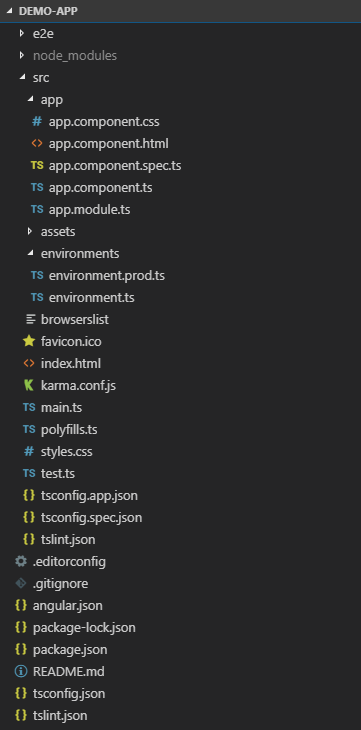 DEMO-APP
e2e
node_modules
src
app
# app.component.css
<> app.component.html
TS app.component.spec.ts
TS app.component.ts
TS app.module.ts
assets
environments
TS environment.prod.ts
TS environment.ts
browserslist
favicon.ico
<> index.html
K karma.conf.js
TS main.ts
TS polyfills.ts
# styles.css
TS test.ts
{} tsconfig.app.json
{} tsconfig.spec.json
{} tslint.json
.editorconfig
.gitignore
{} angular.json
{} package-lock.json
{} package.json
README.md
{} tsconfig.json
{} tslint.json